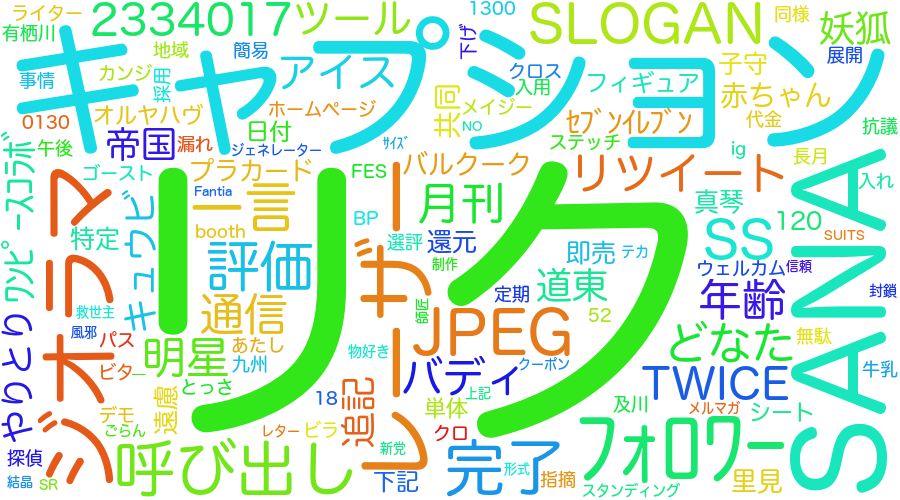 ライター
2334017
ツール
SLOGAN
1300
同様
妖狐
有栖川
地域
簡易
下げ
展開
事情
カンジ
採用
キャプション
アイス
クロス
入用
フィギュア
子守
赤ちゃん
0130
オルヤハヴ
ホームページ
共同
メイジー
セブンイレブン
代金
抗議
午後
帝国
漏れ
日付
ジェネレーター
サイズ
NO
ステッチ
ig
長月
ワンピースコラボ
ゴースト
プラカード
FES
バルクーク
リツイート
入れ
Fantia
一言
月刊
真琴
120
SANA
キュウビ
booth
BP
選評
還元
SS
SUITS
特定
評価
レーザー
制作
即売
テカ
ウェルカム
信頼
ジオラマ
救世主
通信
師匠
定期
道東
年齢
封鎖
やりとり
風邪
パス
明星
あたし
リク
52
JPEG
どなた
無駄
ビター
九州
物好き
バディ
クーポン
牛乳
とっさ
18
上記
TWICE
デモ
遠慮
追記
単体
及川
メルマガ
シート
ごらん
レター
ビラ
クロ
フォロワー
探偵
新党
結晶
SR
呼び出し
下記
完了
形式
指摘
スタンディング
里見